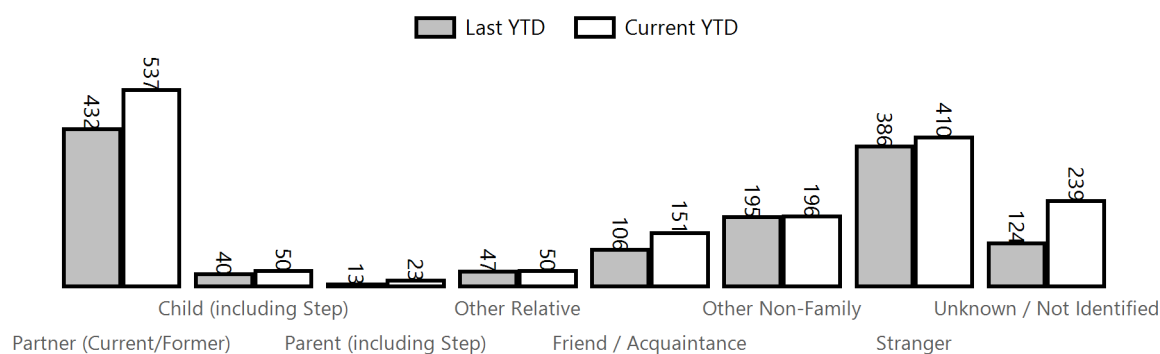 Last YTD
Current YTD
432
537
40
50
13
23
47
50
106
151
195
196
386
410
124
239
Child (including Step)
Other Relative
Other Non-Family
Unknown / Not Identified
Partner (Current/Former)
Parent (including Step)
Friend / Acquaintance
Stranger